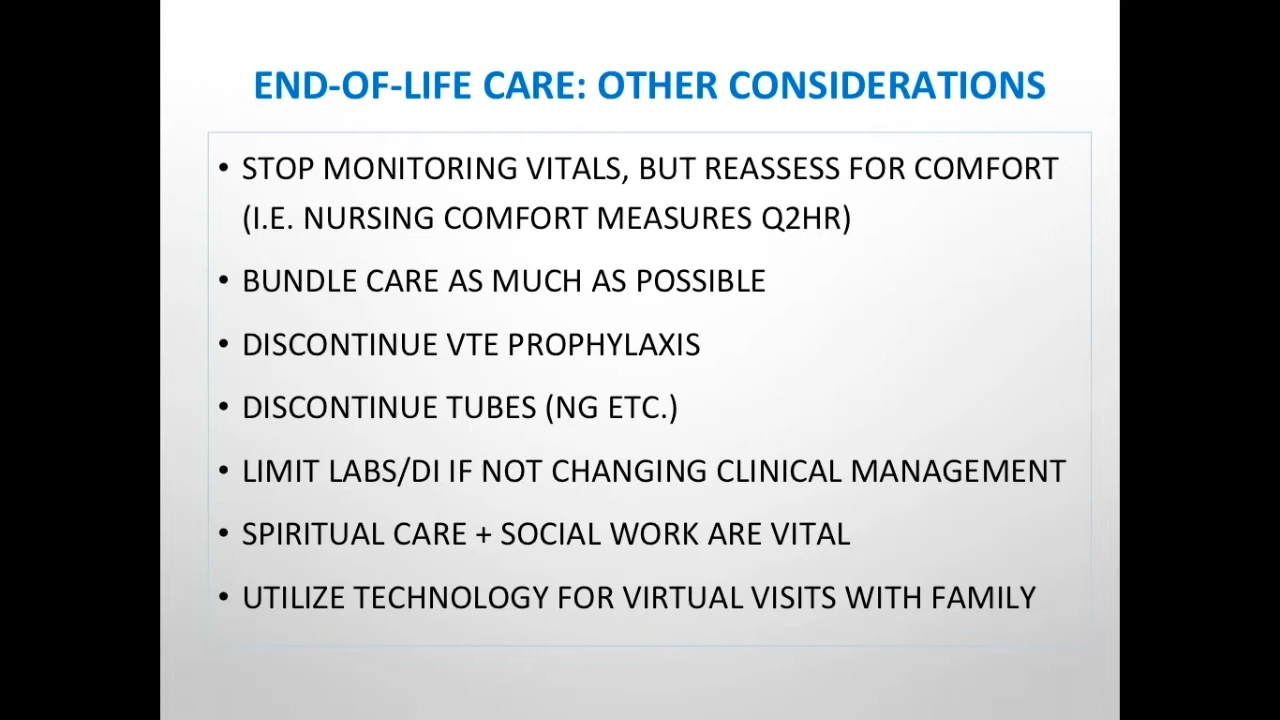 END-OF-LIFE CARE: OTHER CONSIDERATIONS
• STOP MONITORING VITALS, BUT REASSESS FOR COMFORT
(I.E. NURSING COMFORT MEASURES Q2HR)
• BUNDLE CARE AS MUCH AS POSSIBLE
• DISCONTINUE VTE PROPHYLAXIS
• DISCONTINUE TUBES (NG ETC.)
• LIMIT LABS/DI IF NOT CHANGING CLINICAL MANAGEMENT
• SPIRITUAL CARE + SOCIAL WORK ARE VITAL
• UTILIZE TECHNOLOGY FOR VIRTUAL VISITS WITH FAMILY